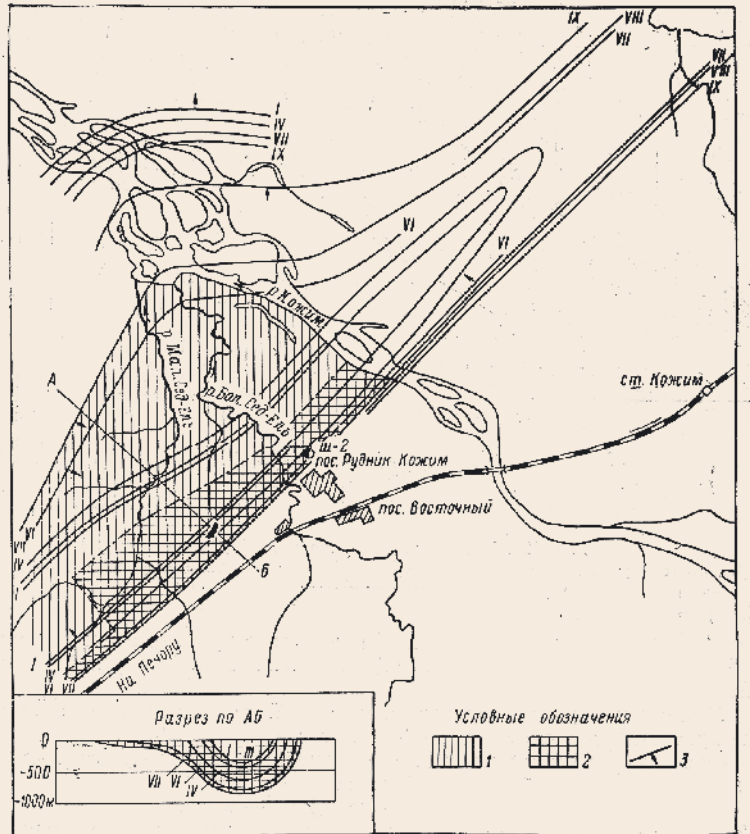 IX
VIII
VII
VII
VIII
IX
I
IV
VII
IX
VI
VI
р. Кожим
р. Мал. Сед-Ель
р. Бол. Сед-Ель
А
ст. Кожим
Ш-2
пос. Рудник Кожим
пос. Восточный
Б
VI
VII
IV
I
I
IV
VI
VII
На Печору
Разрез по АБ
0
-500
-1000м
VII
VI
IV
m
Условные обозначения
1
2
3